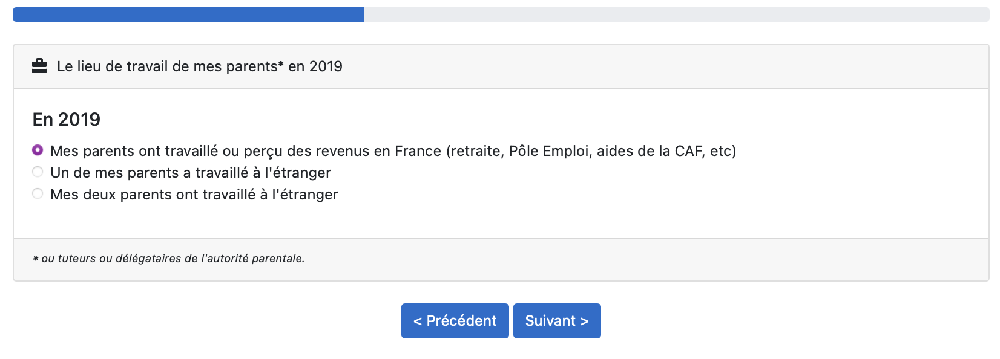 Le lieu de travail de mes parents* en 2019
En 2019
Mes parents ont travaillé ou perçu des revenus en France (retraite, Pôle Emploi, aides de la CAF, etc)
Un de mes parents a travaillé à l'étranger
Mes deux parents ont travaillé à l'étranger
* ou tuteurs ou délégataires de l'autorité parentale.
< Précédent
Suivant >